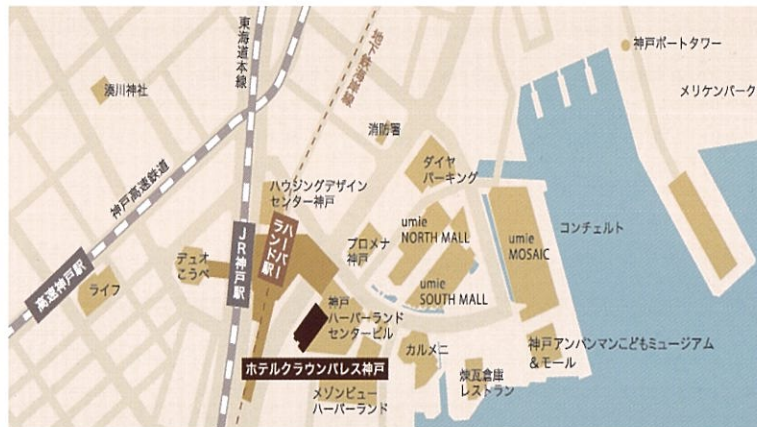 神戸ポートタワー
メリケンパーク
東海道本線
地下鉄海岸線
湊川神社
消防署
ダイヤ
パーキング
神戸高速鉄道
ハウジングデザイン
センター神戸
umie
NORTH MALL
umie
MOSAIC
コンチェルト
プロメナ
神戸
デュオ
こうべ
JR神戸駅
ハーバー
ランド駅
高速神戸駅
ライフ
umie
SOUTH MALL
神戸
ハーバーランド
センタービル
カルメニ
神戸アンパンマンこどもミュージアム
&モール
ホテルクラウンパレス神戸
煉瓦倉庫
レストラン
メゾンビュー
ハーバーランド